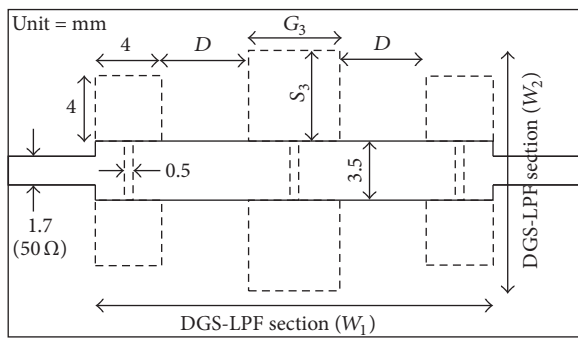 Unit = mm
4
D
G₃
D
4
S₃
0.5
3.5
1.7
(50 Ω)
DGS-LPF section (W₂)
DGS-LPF section (W₁)